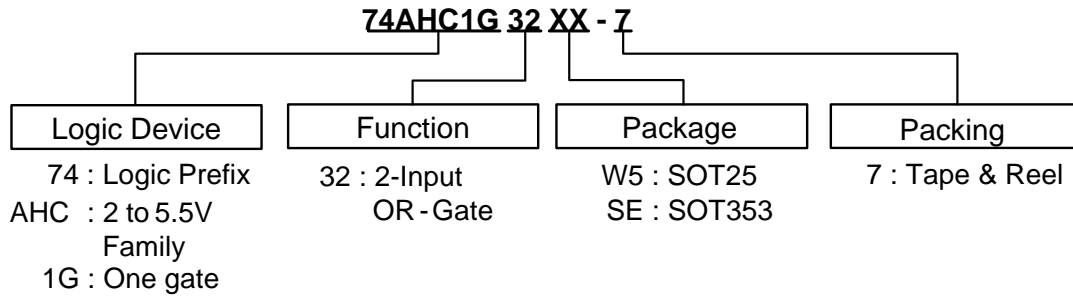 74AHC1G 32 XX - 7
Logic Device
Function
Package
Packing
74 : Logic Prefix
AHC : 2 to 5.5V
Family
1G : One gate
32 : 2-Input
OR - Gate
W5 : SOT25
SE : SOT353
7 : Tape & Reel